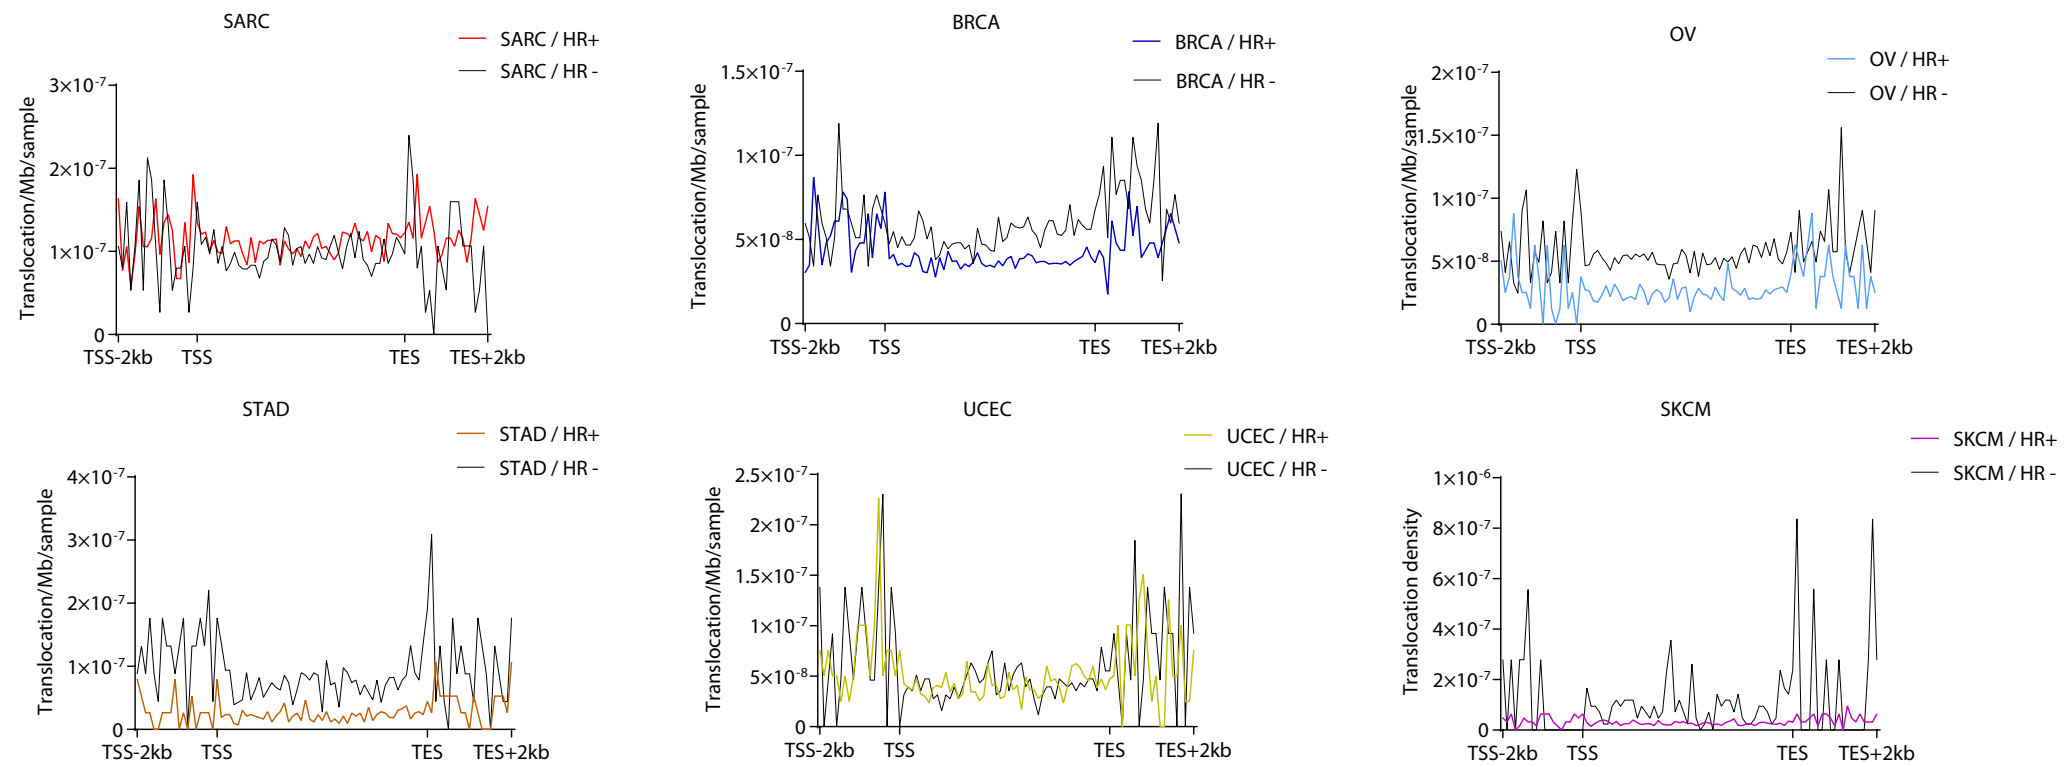 SARC
SARC / HR+
SARC / HR -
Translocation/Mb/sample
3×10⁻⁷
2×10⁻⁷
1×10⁻⁷
0
TSS-2kb TSS TES TES+2kb
BRCA
BRCA / HR+
BRCA / HR -
Translocation/Mb/sample
1.5×10⁻⁷
1×10⁻⁷
5×10⁻⁸
0
TSS-2kb TSS TES TES+2kb
OV
OV / HR+
OV / HR -
Translocation/Mb/sample
2×10⁻⁷
1.5×10⁻⁷
1×10⁻⁷
5×10⁻⁸
0
TSS-2kb TSS TES TES+2kb
STAD
STAD / HR+
STAD / HR -
Translocation/Mb/sample
4×10⁻⁷
3×10⁻⁷
2×10⁻⁷
1×10⁻⁷
0
TSS-2kb TSS TES TES+2kb
UCEC
UCEC / HR+
UCEC / HR -
Translocation/Mb/sample
2.5×10⁻⁷
2×10⁻⁷
1.5×10⁻⁷
1×10⁻⁷
5×10⁻⁸
0
TSS-2kb TSS TES TES+2kb
SKCM
SKCM / HR+
SKCM / HR -
Translocation density
1×10⁻⁶
8×10⁻⁷
6×10⁻⁷
4×10⁻⁷
2×10⁻⁷
0
TSS-2kb TSS TES TES+2kb